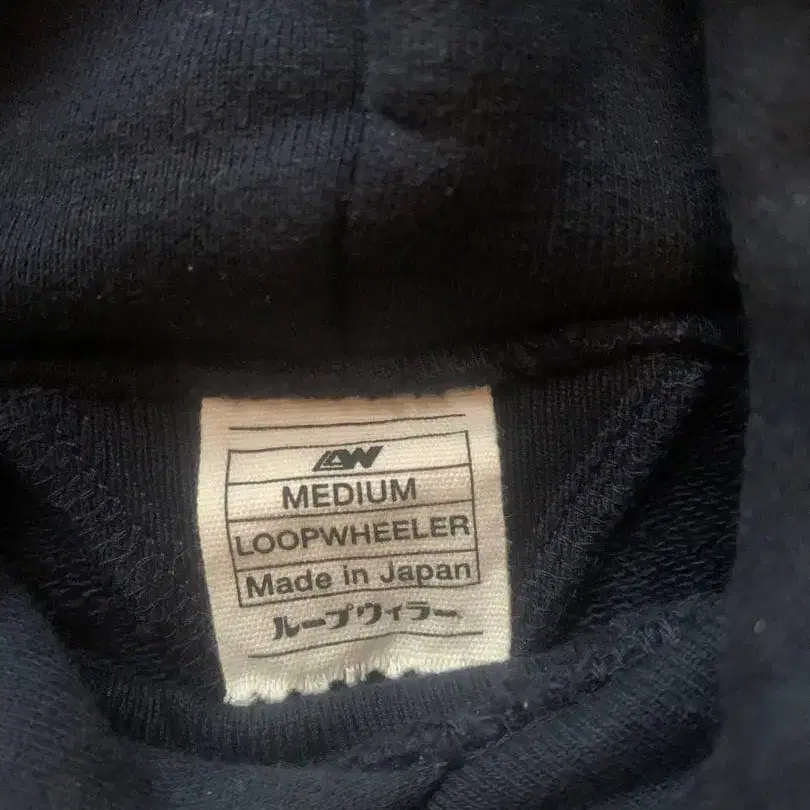 LW
MEDIUM
LOOPWHEELER
Made in Japan
ループウィラー